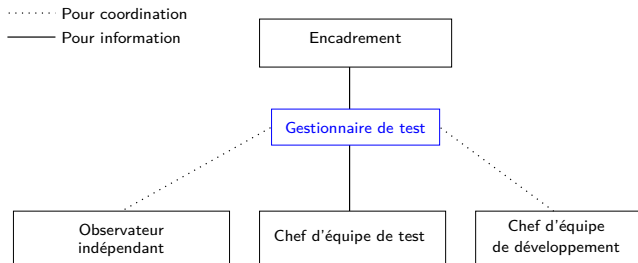 Pour coordination
Pour information
Encadrement
Gestionnaire de test
Observateur
indépendant
Chef d'équipe de test
Chef d'équipe
de développement